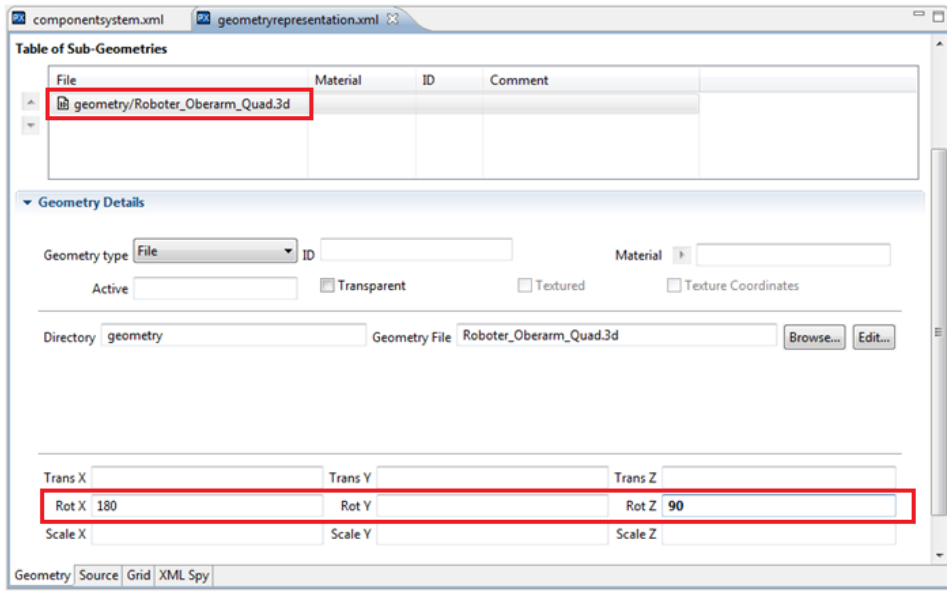 componentsystem.xml geometryrepresentation.xml
Table of Sub-Geometries
File Material ID Comment
geometry/Roboter_Oberarm_Quad.3d
Geometry Details
Geometry type File ID Material
Active Transparent Textured Texture Coordinates
Directory geometry Geometry File Roboter_Oberarm_Quad.3d Browse... Edit...
Trans X Trans Y Trans Z
Rot X 180 Rot Y Rot Z 90
Scale X Scale Y Scale Z
Geometry Source Grid XML Spy